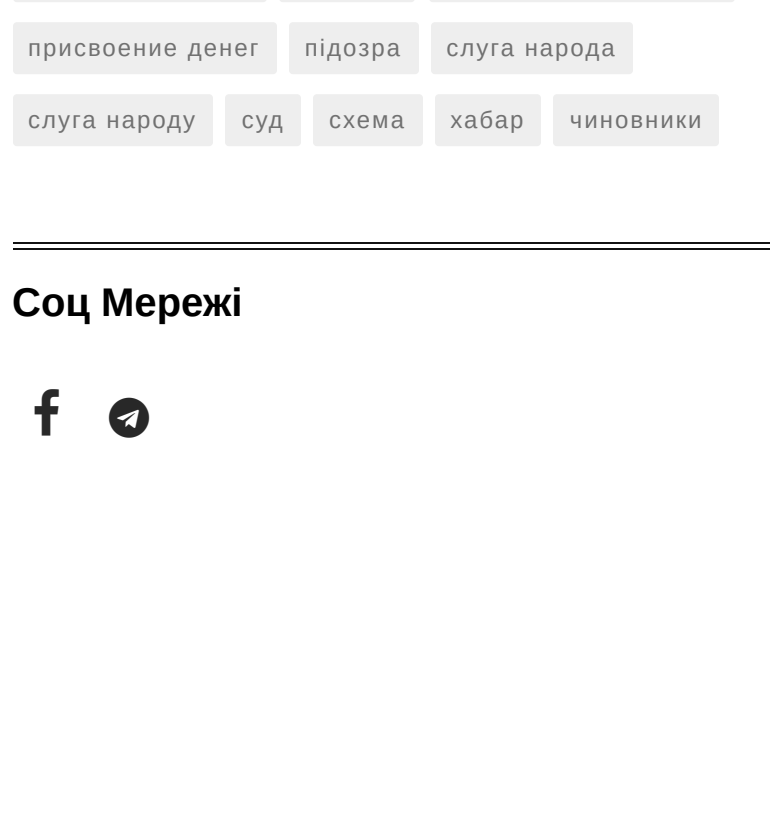 присвоение денег підозра слуга народа
слуга народу суд схема хабар чиновники
Соц Мережі